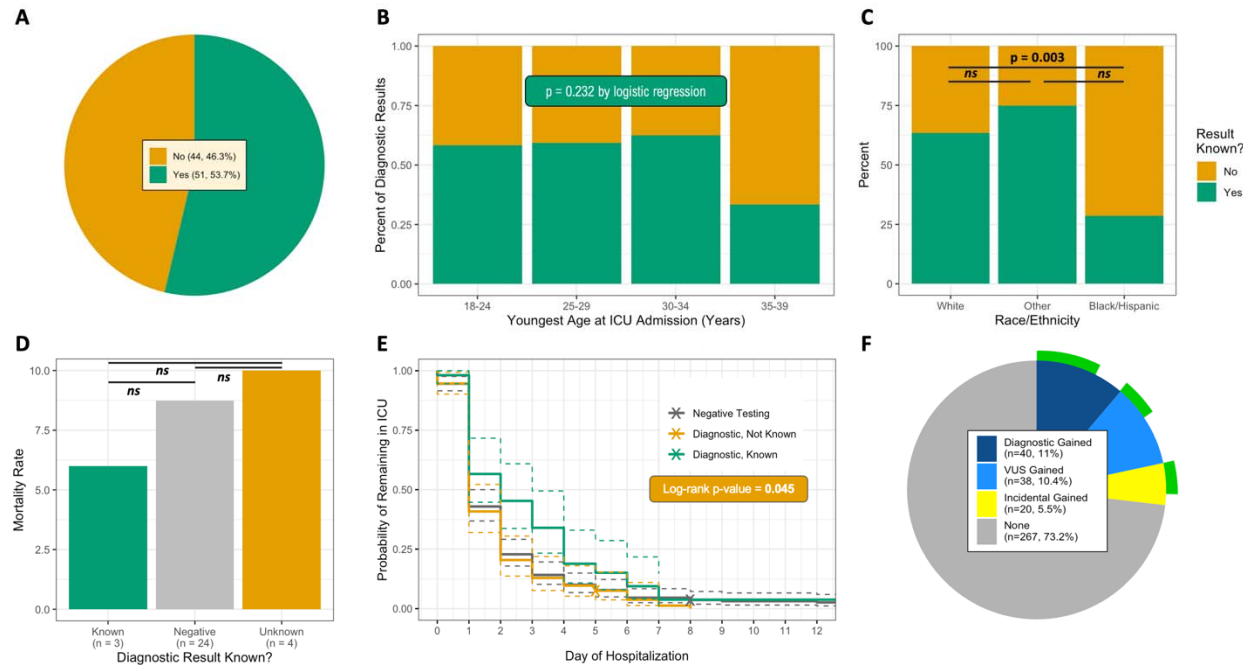 A
No (44, 46.3%)
Yes (51, 53.7%)
B
Percent of Diagnostic Results
1.00
0.75
0.50
0.25
0.00
p = 0.232 by logistic regression
18-24
25-29
30-34
35-39
Youngest Age at ICU Admission (Years)
C
Percent
100
75
50
25
0
p = 0.003
ns
ns
White
Other
Black/Hispanic
Race/Ethnicity
Result
Known?
No
Yes
D
Mortality Rate
10.0
7.5
5.0
2.5
0.0
ns
ns
ns
Known
(n = 3)
Negative
(n = 24)
Unknown
(n = 4)
Diagnostic Result Known?
E
Probability of Remaining in ICU
1.00
0.75
0.50
0.25
0.00
Negative Testing
Diagnostic, Not Known
Diagnostic, Known
Log-rank p-value = 0.045
0 1 2 3 4 5 6 7 8 9 10 11 12
Day of Hospitalization
F
Diagnostic Gained
(n=40, 11%)
VUS Gained
(n=38, 10.4%)
Incidental Gained
(n=20, 5.5%)
None
(n=267, 73.2%)